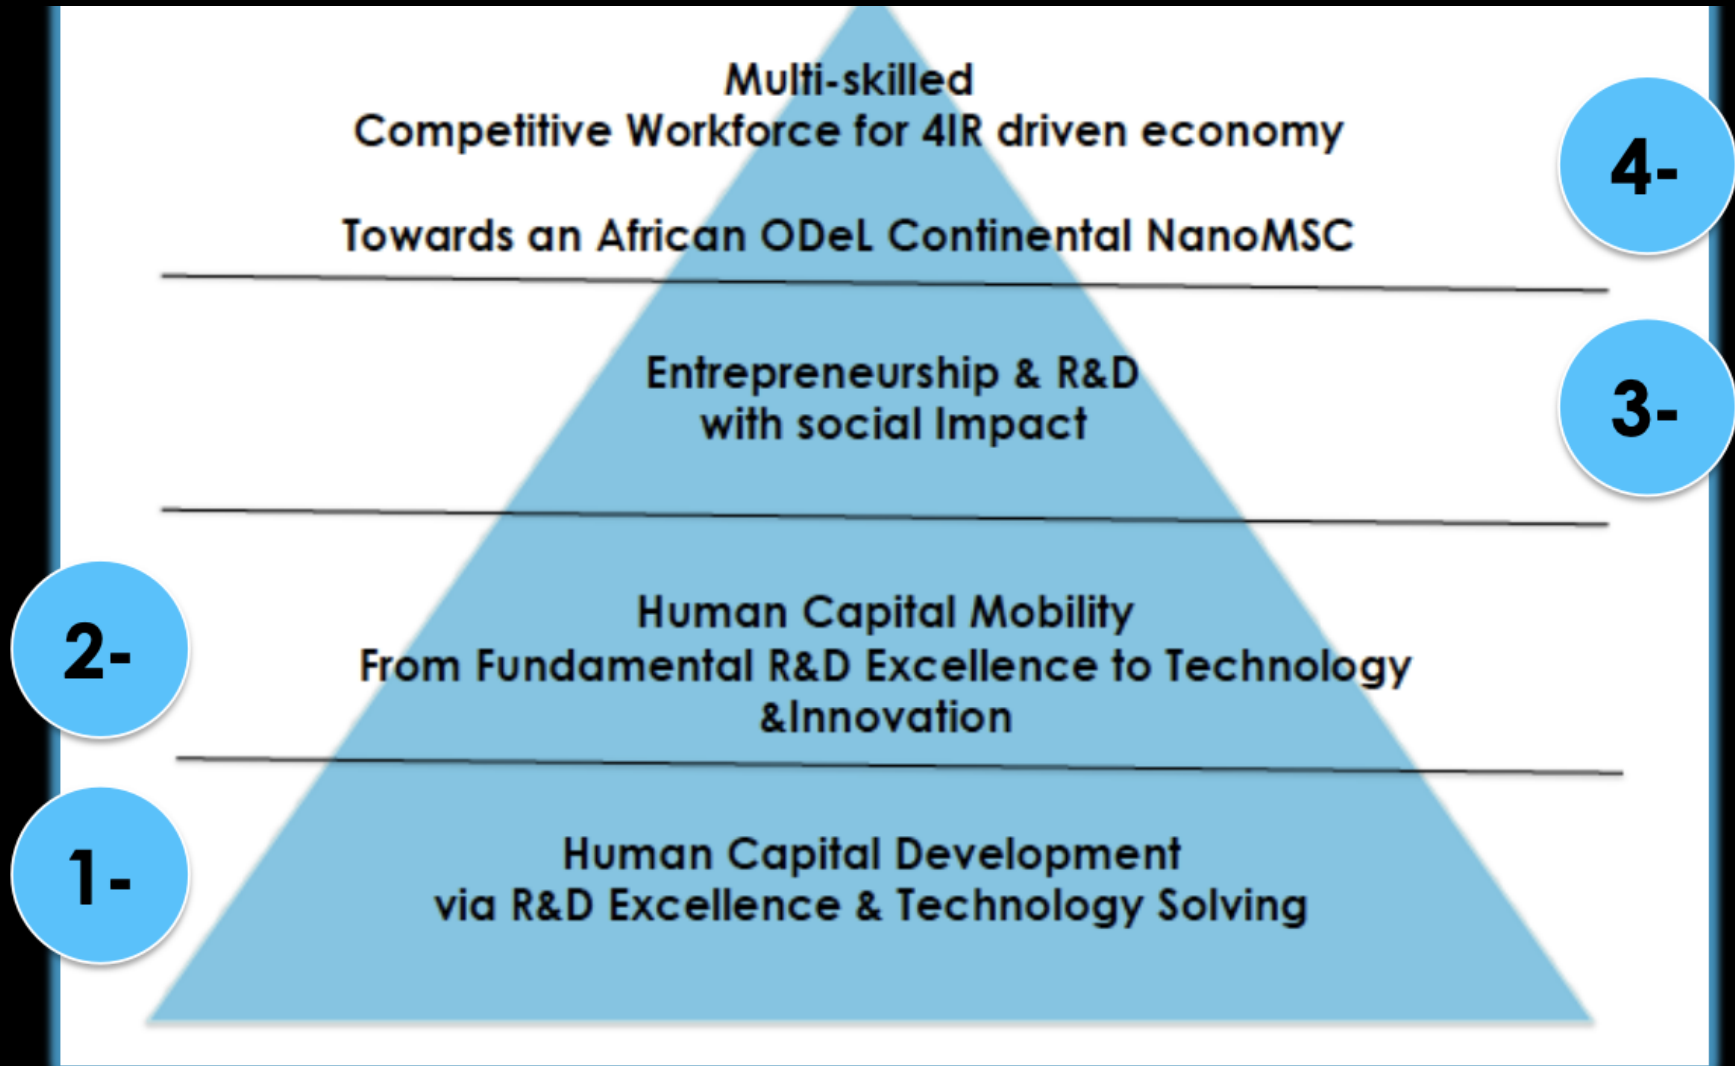 Multi-skilled
Competitive Workforce for 4IR driven economy
Towards an African ODeL Continental NanoMSC
4-
Entrepreneurship & R&D
with social Impact
3-
2-
Human Capital Mobility
From Fundamental R&D Excellence to Technology
&Innovation
1-
Human Capital Development
via R&D Excellence & Technology Solving